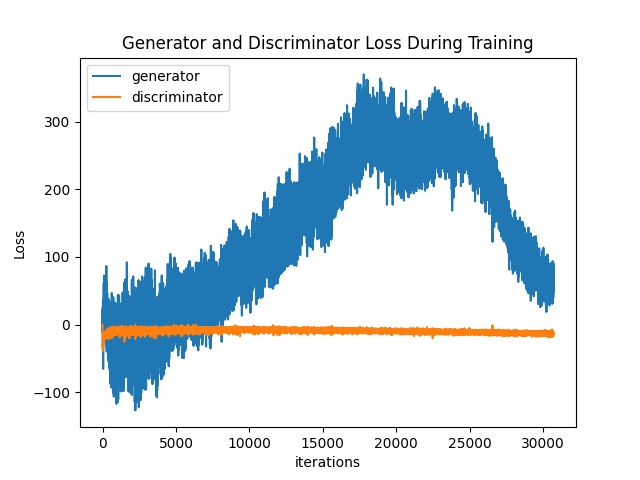 Generator and Discriminator Loss During Training
generator
discriminator
Loss
300
200
100
0
−100
0
5000
10000
15000
20000
25000
30000
iterations